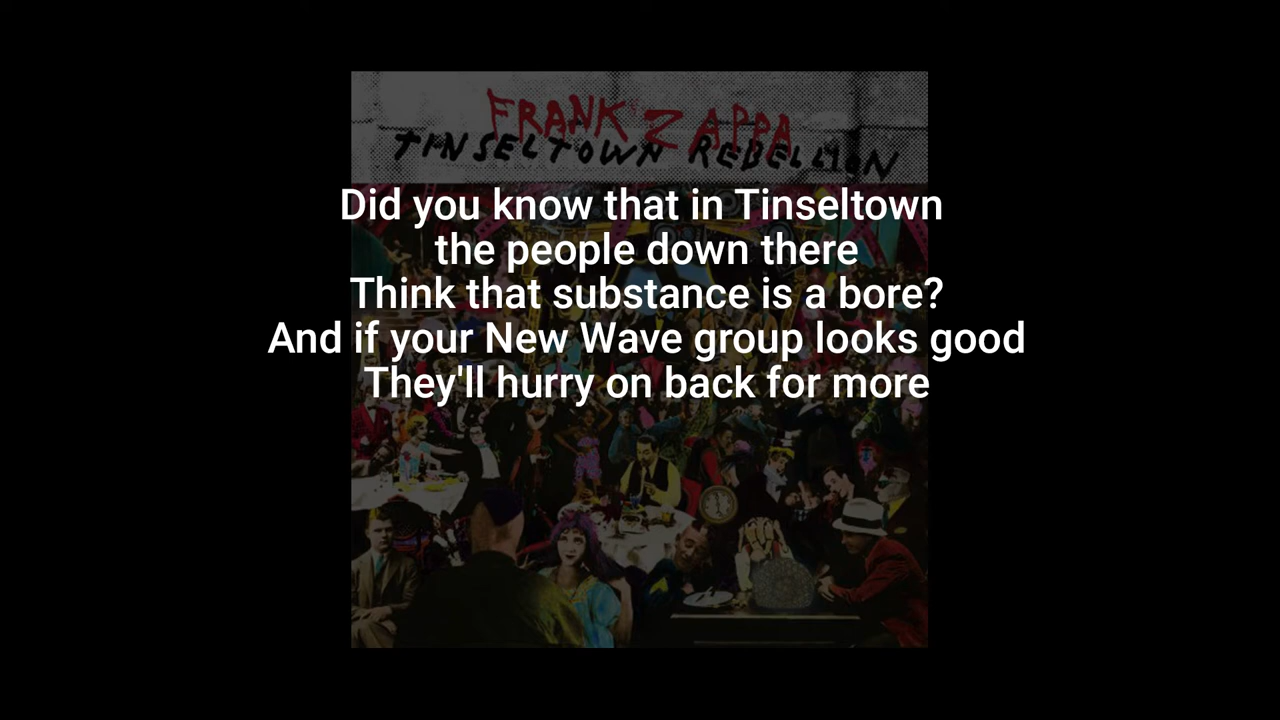 FRANK ZAPPA
TINSELTOWN REBELLION
Did you know that in Tinseltown
the people down there
Think that substance is a bore?
And if your New Wave group looks good
They'll hurry on back for more